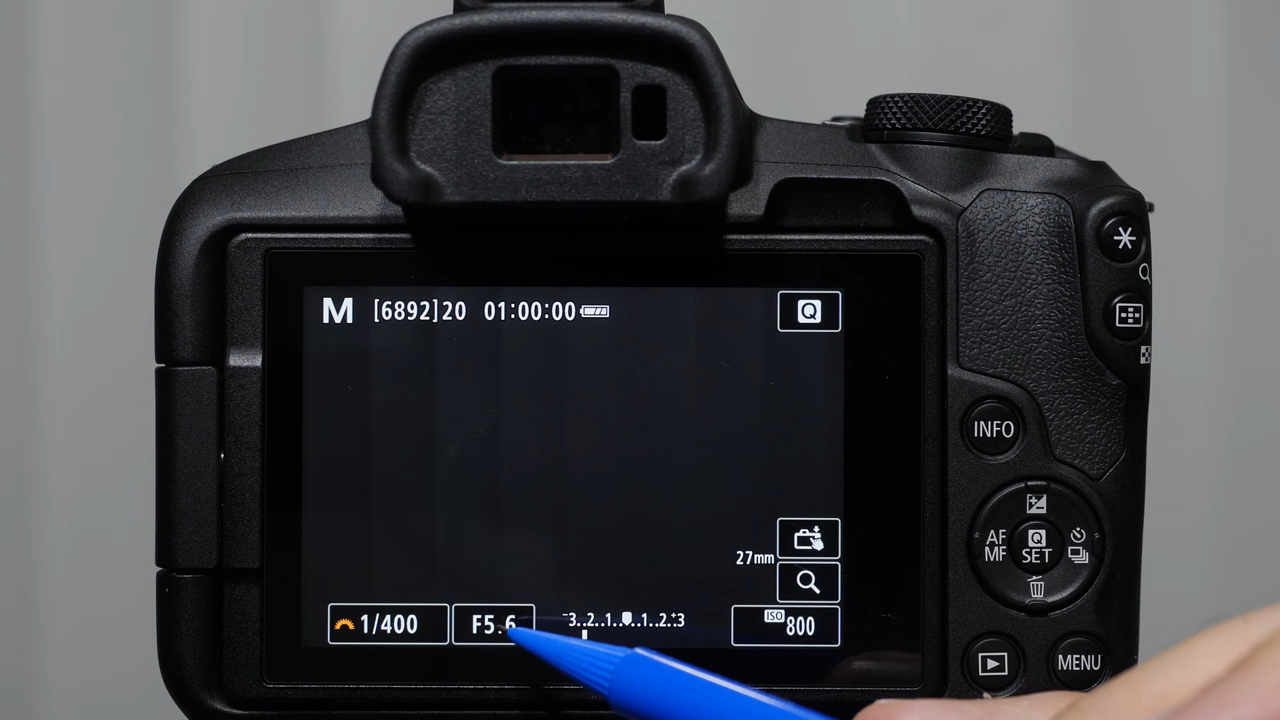 M [6892]20 01:00:00 Q
27mm
1/400 F5.6 -3..2..1..0..1..2.:+3 ISO 800
INFO
AF
MF
Q
SET
MENU